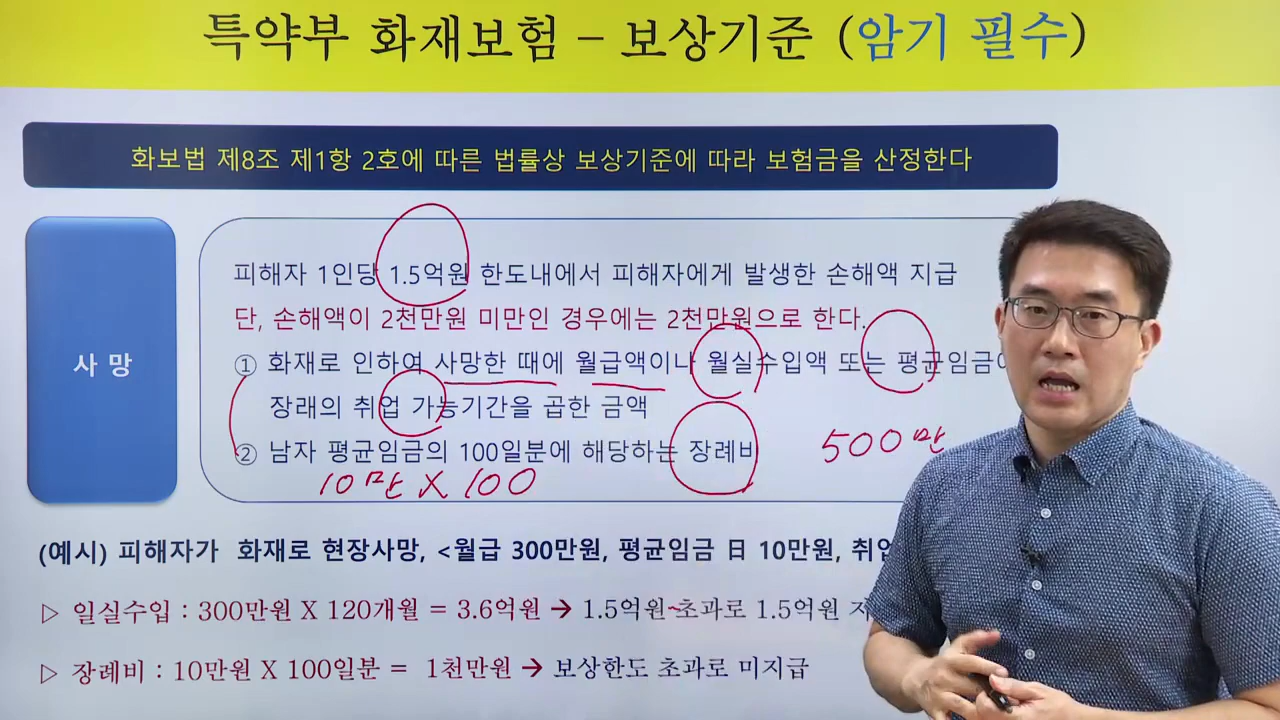 특약부 화재보험 – 보상기준 (암기 필수)
화보법 제8조 제1항 2호에 따른 법률상 보상기준에 따라 보험금을 산정한다
사 망
피해자 1인당 1.5억원 한도내에서 피해자에게 발생한 손해액 지급
단, 손해액이 2천만원 미만인 경우에는 2천만원으로 한다.
① 화재로 인하여 사망한 때에 월급액이나 월실수입액 또는 평균임금에
장래의 취업 가능기간을 곱한 금액
② 남자 평균임금의 100일분에 해당하는 장례비
500만
10만 X 100
(예시) 피해자가 화재로 현장사망, <월급 300만원, 평균임금 日 10만원, 취업
▷ 일실수입 : 300만원 X 120개월 = 3.6억원 → 1.5억원 초과로 1.5억원
▷ 장례비 : 10만원 X 100일분 = 1천만원 → 보상한도 초과로 미지급